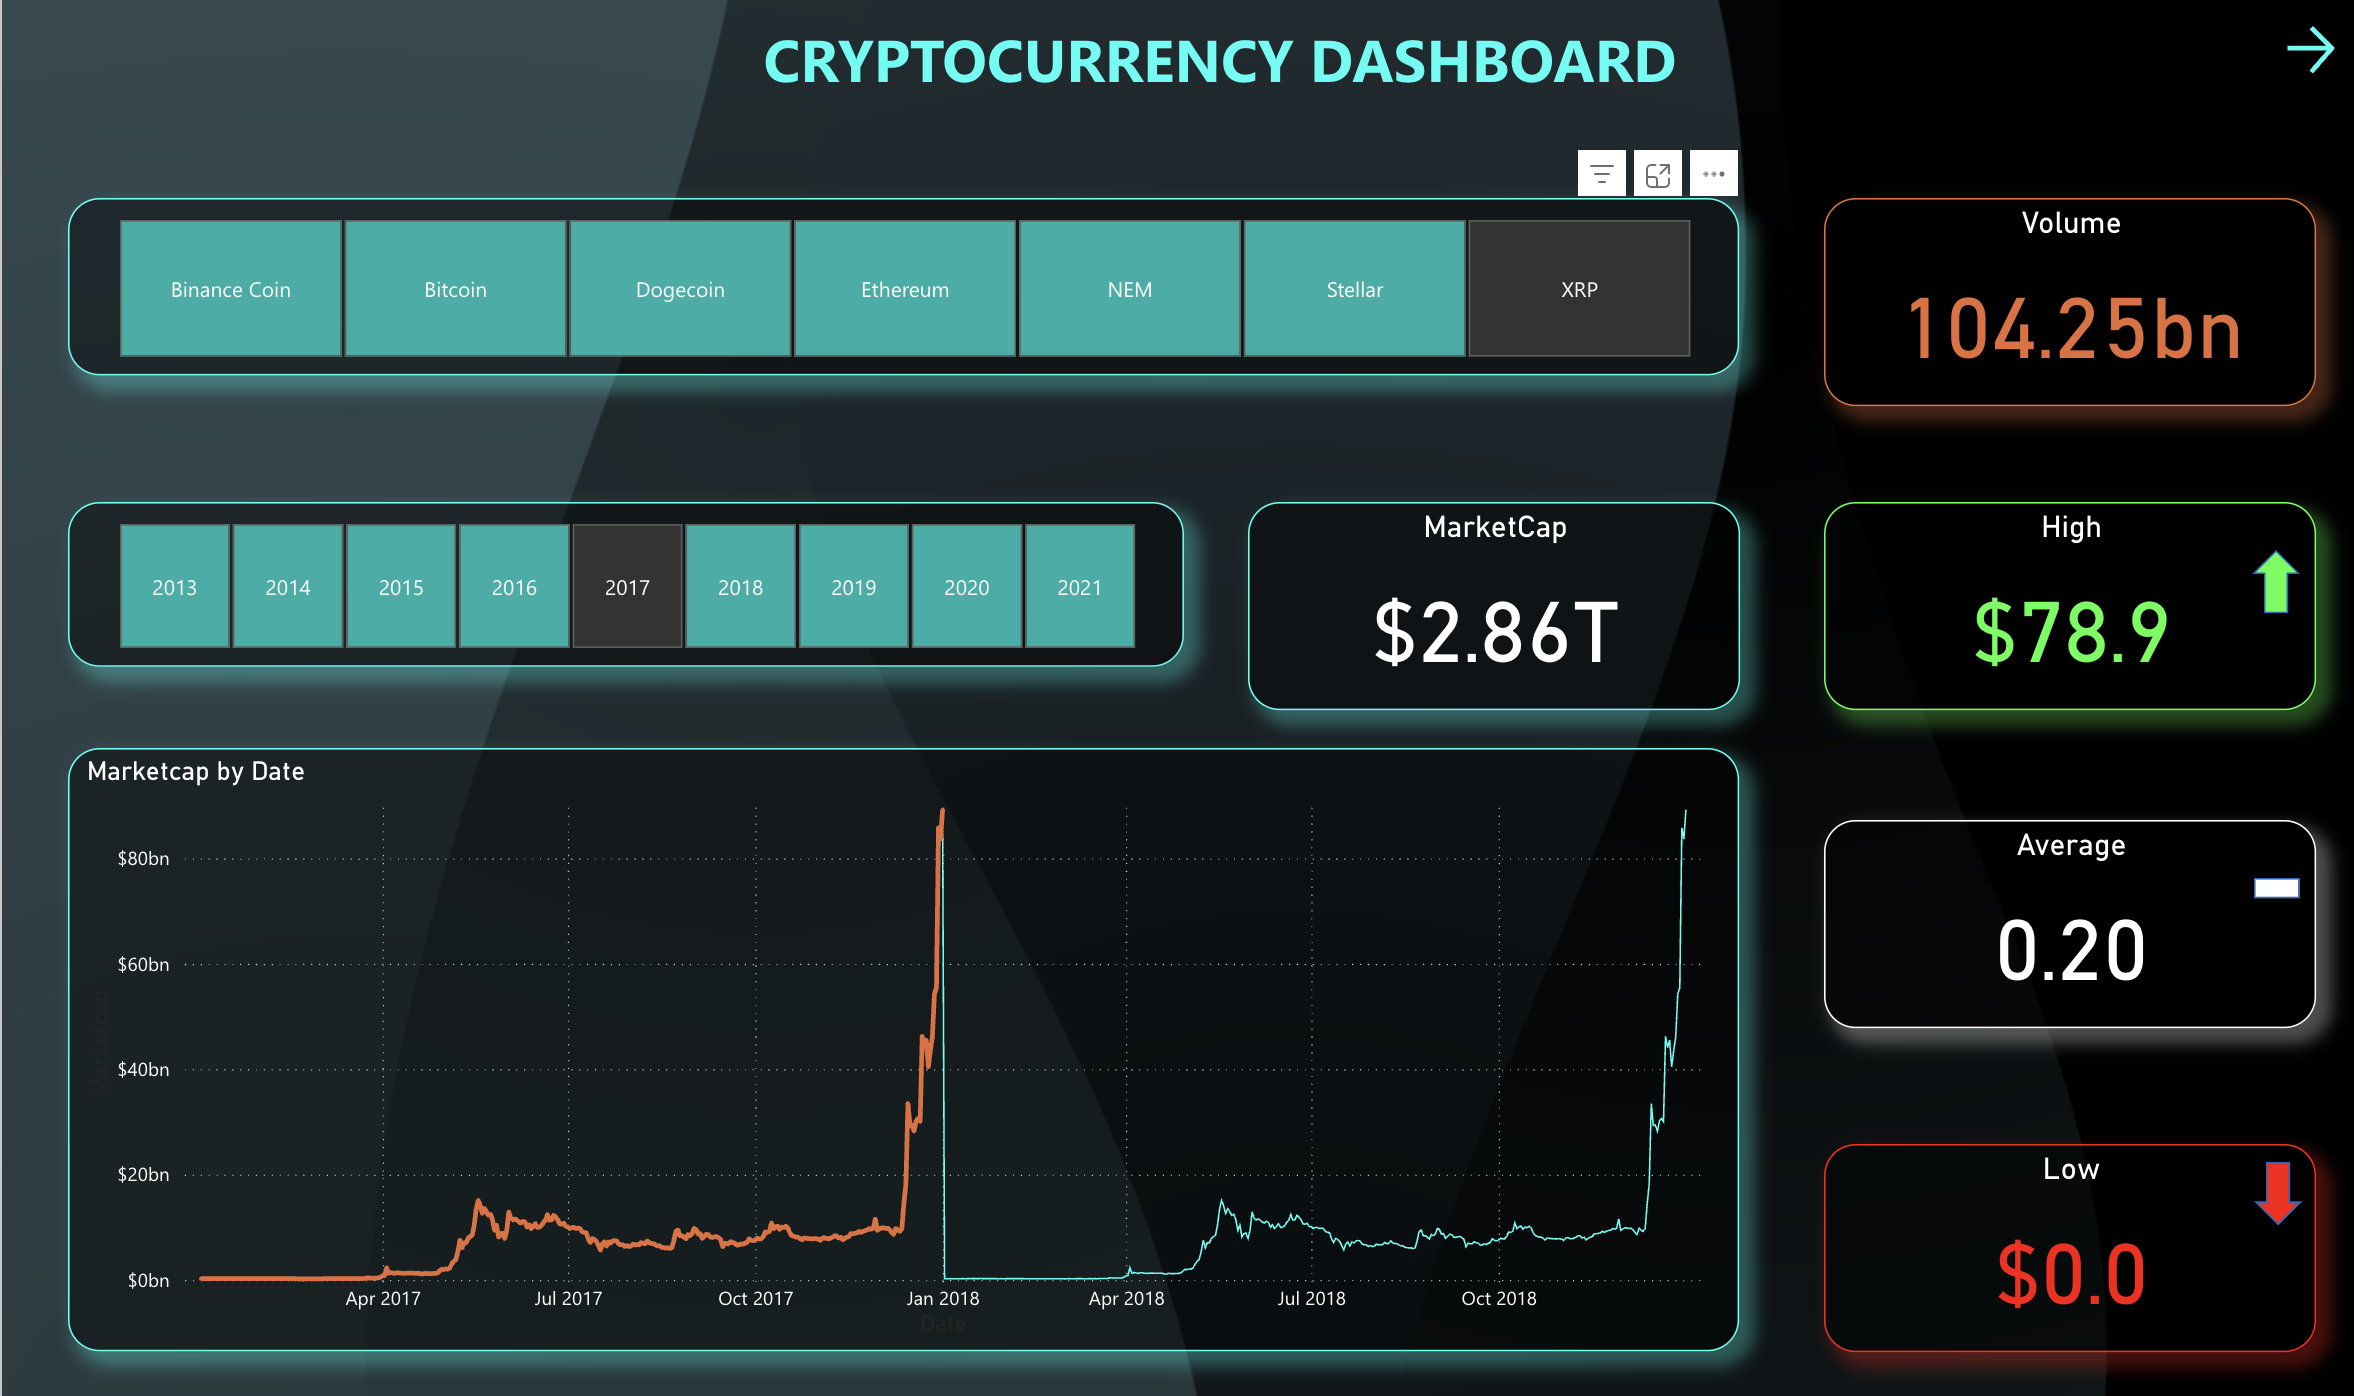 CRYPTOCURRENCY DASHBOARD
Binance Coin
Bitcoin
Dogecoin
Ethereum
NEM
Stellar
XRP
Volume
104.25bn
2013
2014
2015
2016
2017
2018
2019
2020
2021
MarketCap
$2.86T
High
$78.9
Marketcap by Date
Marketcap
$80bn
$60bn
$40bn
$20bn
$0bn
Apr 2017
Jul 2017
Oct 2017
Jan 2018
Apr 2018
Jul 2018
Oct 2018
Date
Average
0.20
Low
$0.0